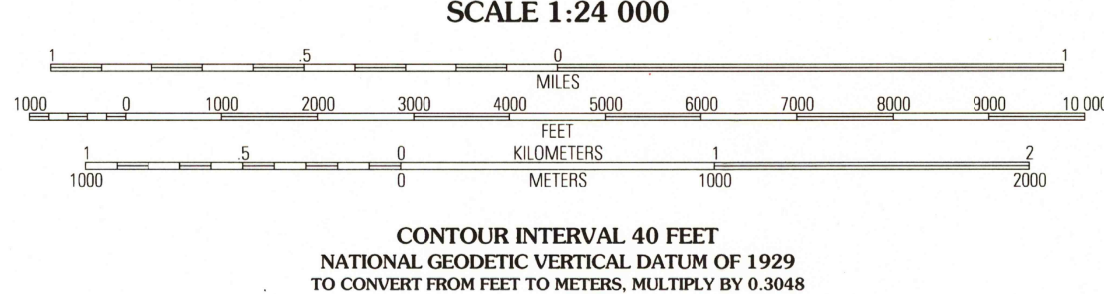 SCALE 1:24 000
1 .5 0 1
MILES
1000 0 1000 2000 3000 4000 5000 6000 7000 8000 9000 10 000
FEET
1 .5 0 KILOMETERS 1 2
1000 0 METERS 1000 2000
CONTOUR INTERVAL 40 FEET
NATIONAL GEODETIC VERTICAL DATUM OF 1929
TO CONVERT FROM FEET TO METERS, MULTIPLY BY 0.3048